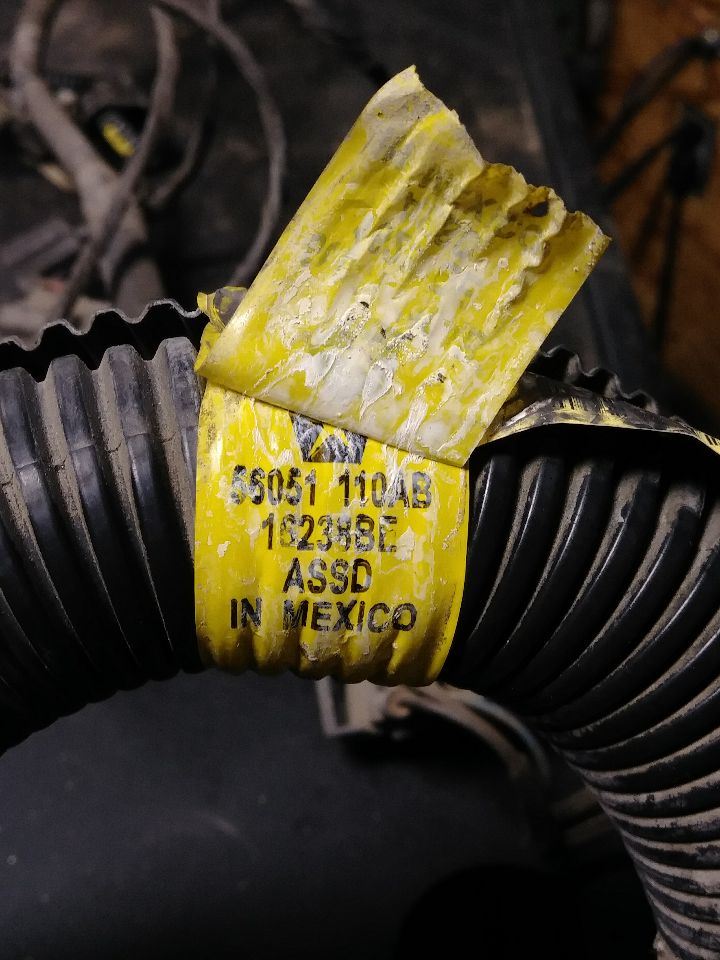 56051 110AB
16238BE
ASSD
IN MEXICO